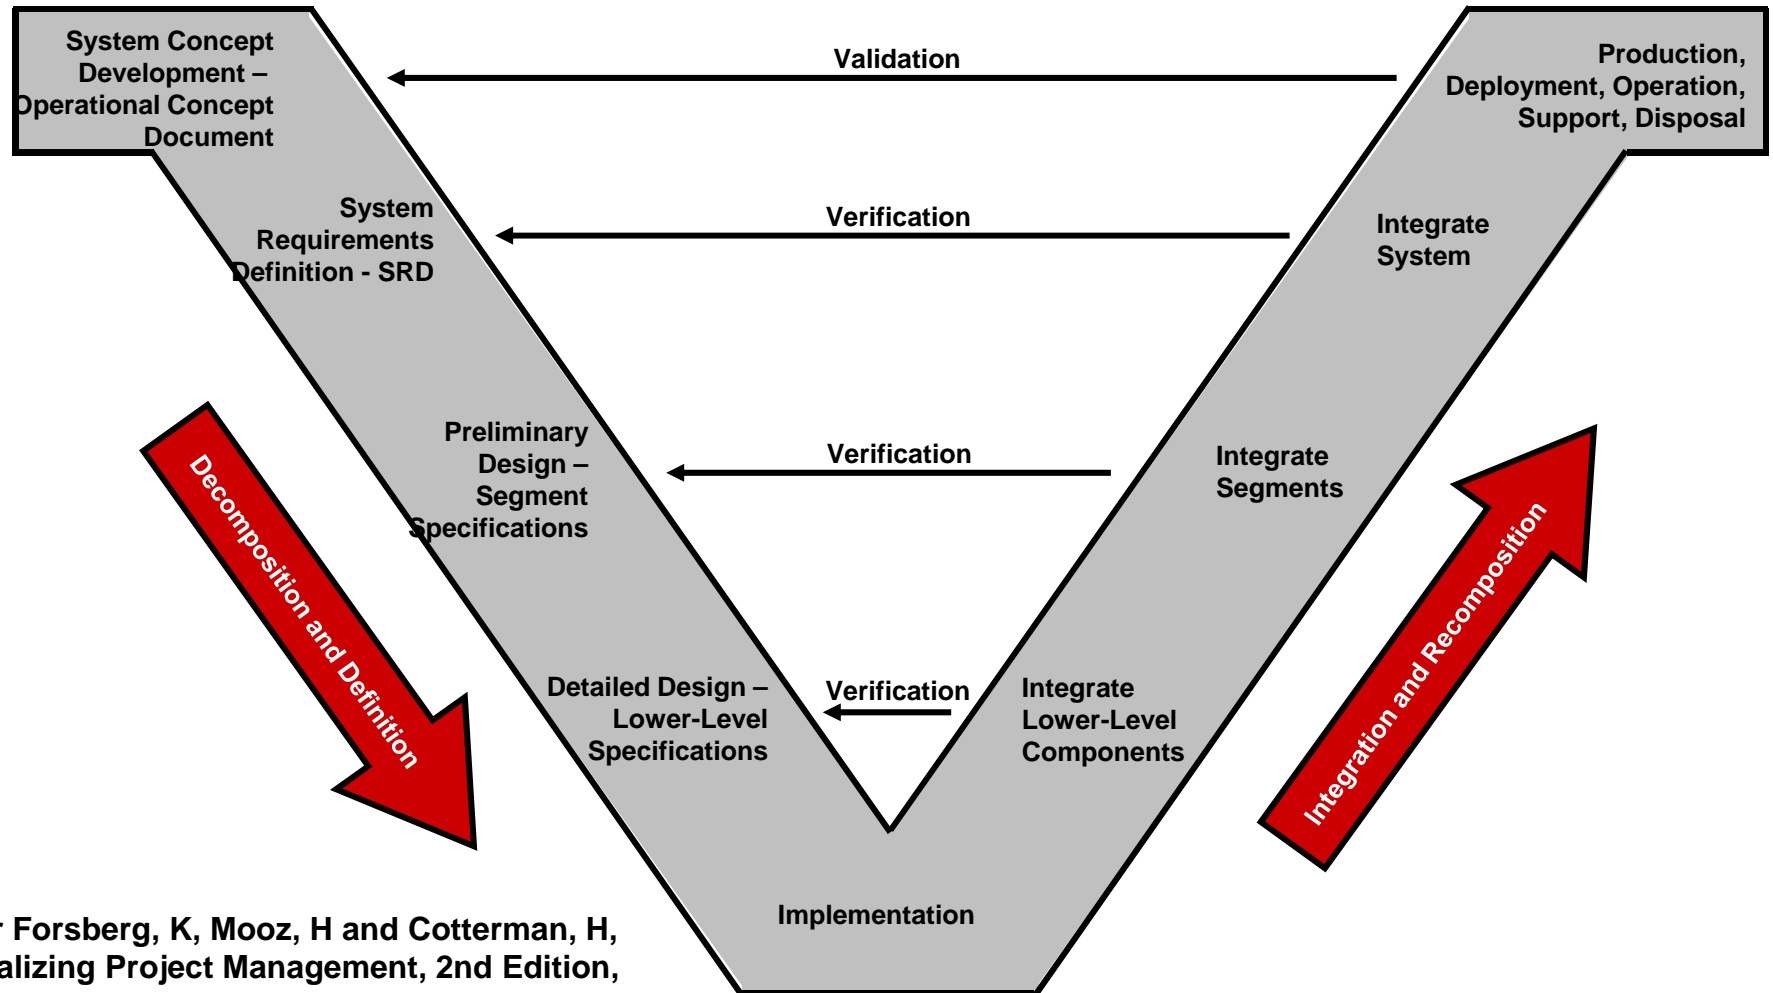 System Concept
Development –
Operational Concept
Document
Validation
Production,
Deployment, Operation,
Support, Disposal
System
Requirements
Definition - SRD
Verification
Integrate
System
Preliminary
Design –
Segment
Specifications
Verification
Integrate
Segments
Decomposition and Definition
Integration and Recomposition
Detailed Design –
Lower-Level
Specifications
Verification
Integrate
Lower-Level
Components
Implementation
Forsberg, K, Mooz, H and Cotterman, H,
Project Management, 2nd Edition,